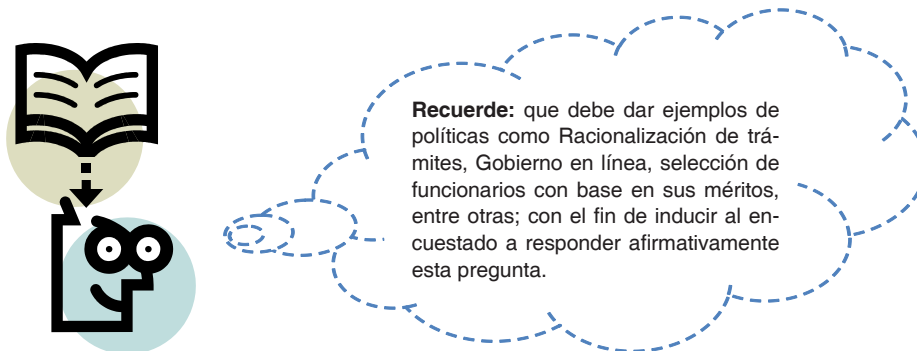 Recuerde: que debe dar ejemplos de
políticas como Racionalización de trá-
mites, Gobierno en línea, selección de
funcionarios con base en sus méritos,
entre otras; con el fin de inducir al en-
cuestado a responder afirmativamente
esta pregunta.